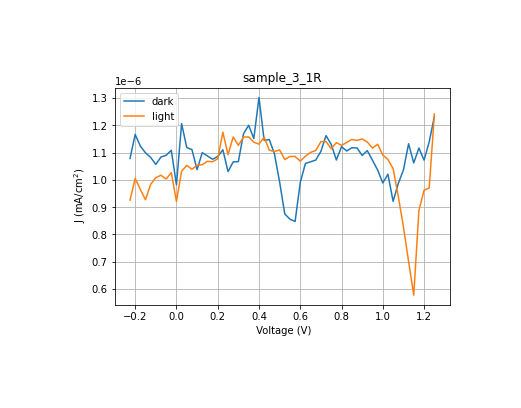 sample_3_1R
1e−6
dark
light
1.3
1.2
1.1
1.0
0.9
0.8
0.7
0.6
J (mA/cm²)
−0.2 0.0 0.2 0.4 0.6 0.8 1.0 1.2
Voltage (V)